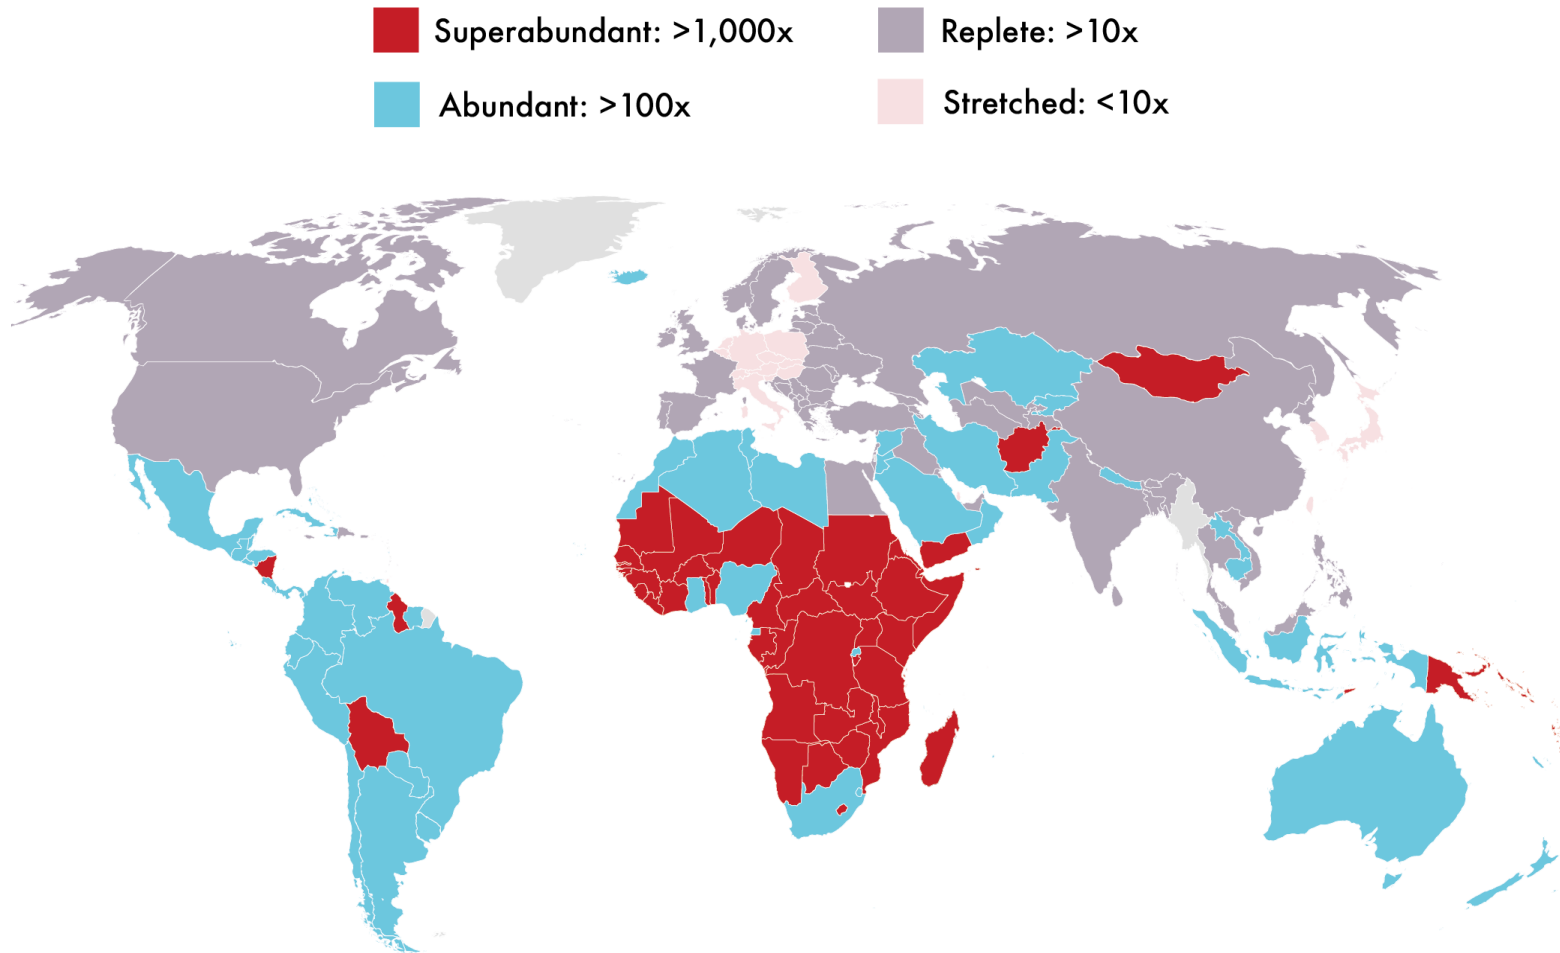 Superabundant: >1,000x
Replete: >10x
Abundant: >100x
Stretched: <10x